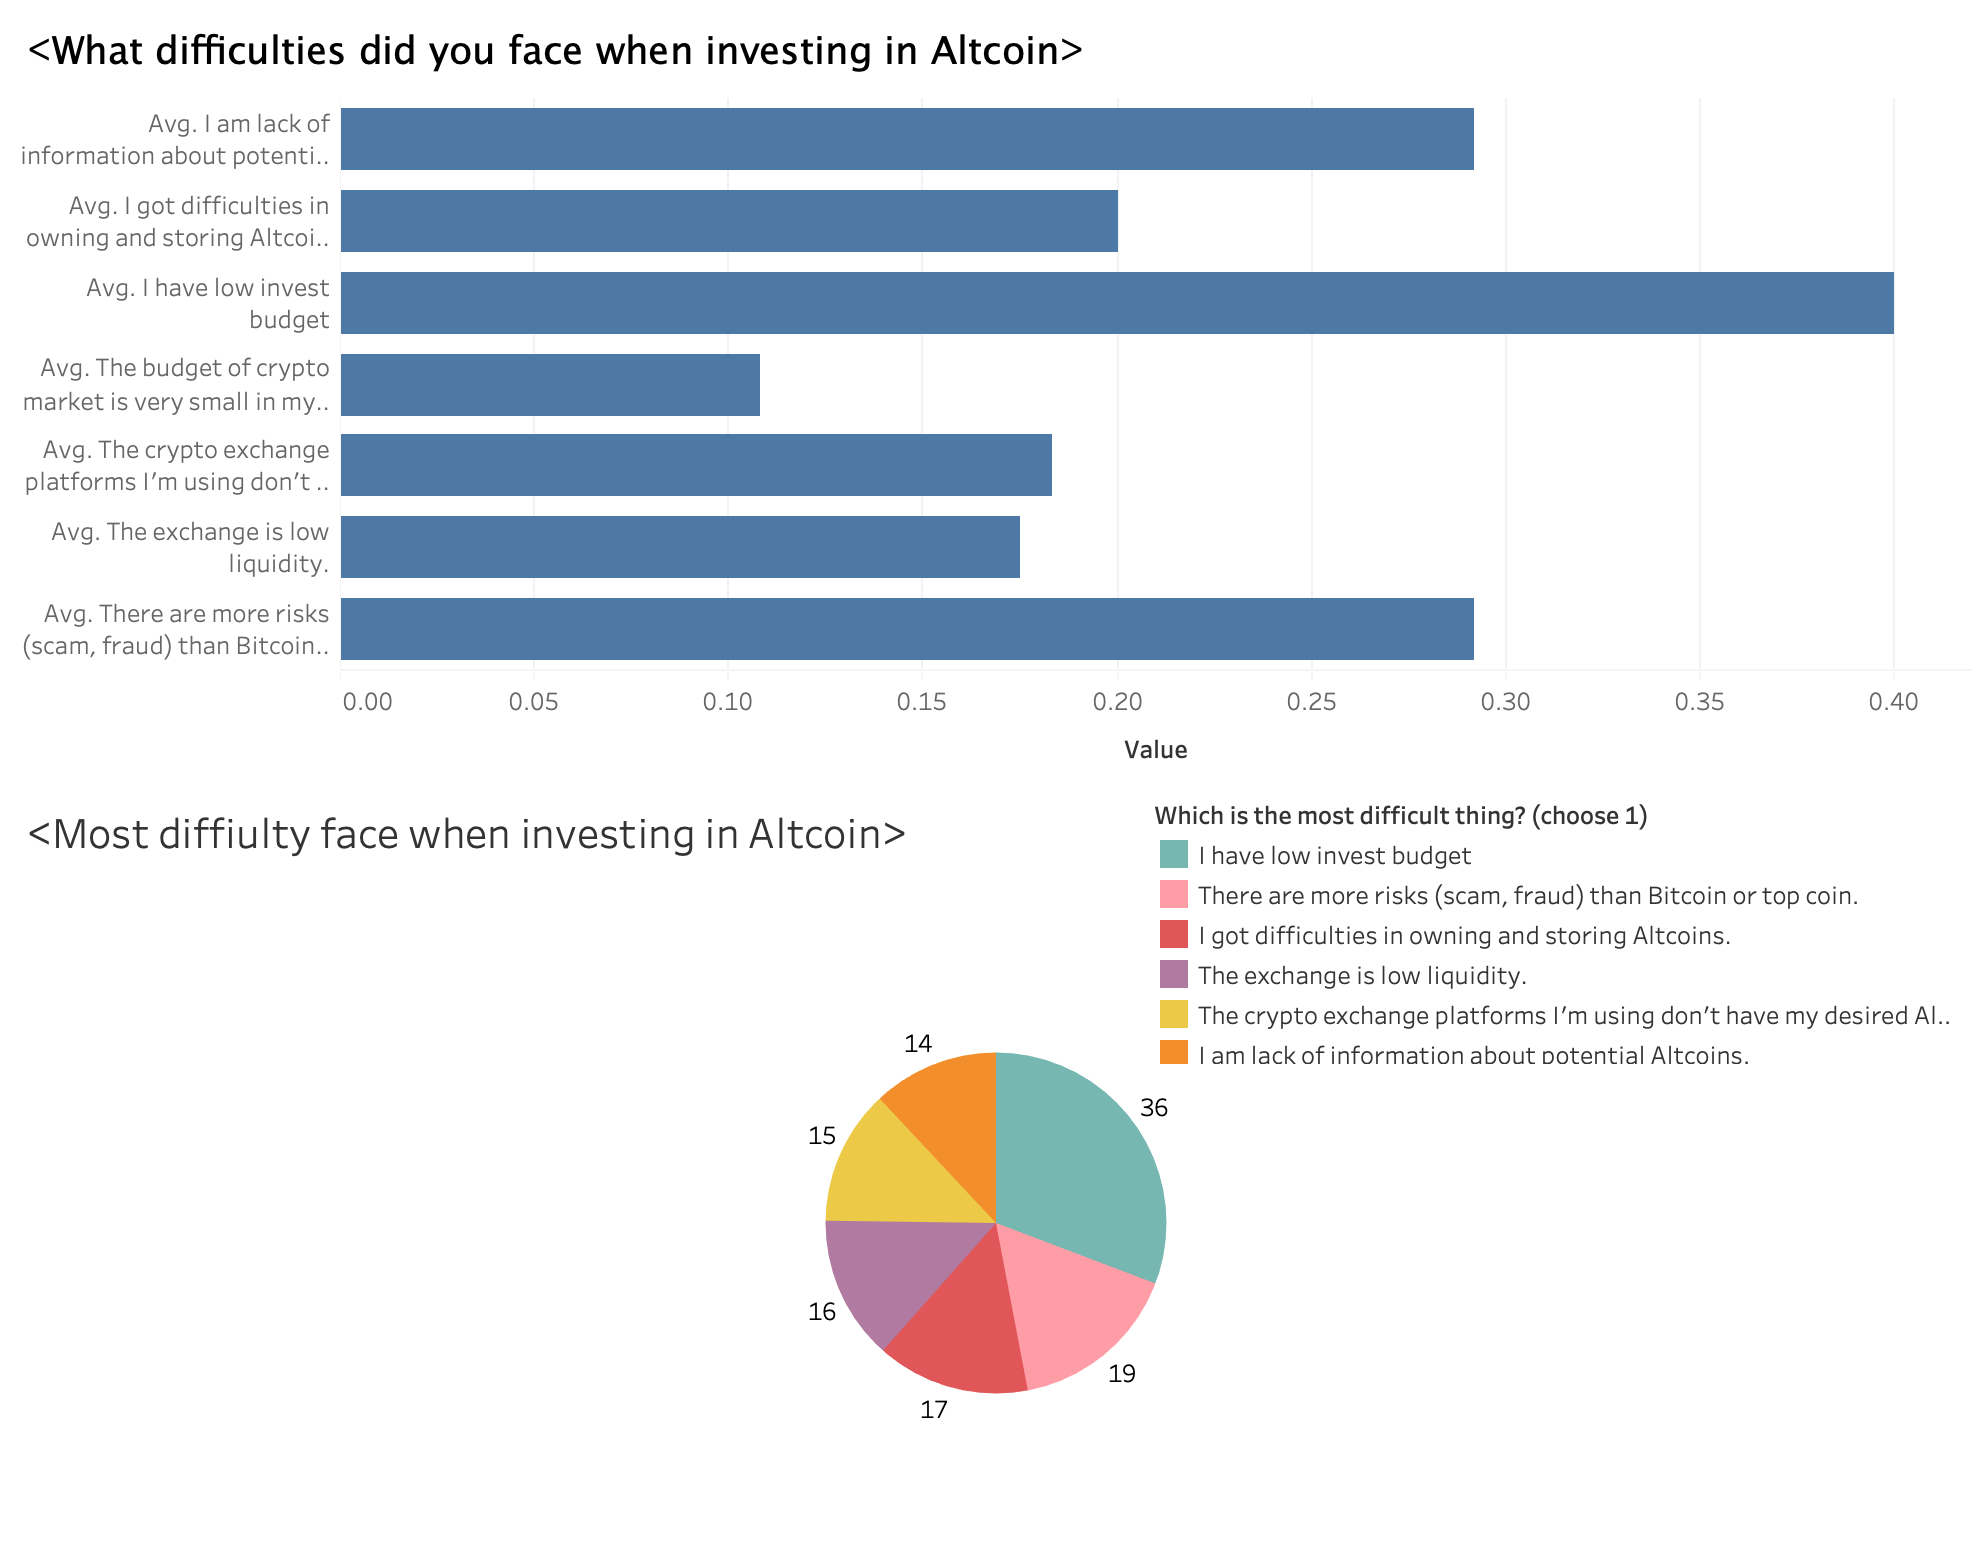 <What difficulties did you face when investing in Altcoin>
Avg. I am lack of
information about potenti..
Avg. I got difficulties in
owning and storing Altcoi..
Avg. I have low invest
budget
Avg. The budget of crypto
market is very small in my..
Avg. The crypto exchange
platforms I’m using don’t ..
Avg. The exchange is low
liquidity.
Avg. There are more risks
(scam, fraud) than Bitcoin..
0.00 0.05 0.10 0.15 0.20 0.25 0.30 0.35 0.40
Value
<Most diffiulty face when investing in Altcoin>
Which is the most difficult thing? (choose 1)
I have low invest budget
There are more risks (scam, fraud) than Bitcoin or top coin.
I got difficulties in owning and storing Altcoins.
The exchange is low liquidity.
The crypto exchange platforms I’m using don’t have my desired Al..
I am lack of information about potential Altcoins.
14
36
15
16
19
17